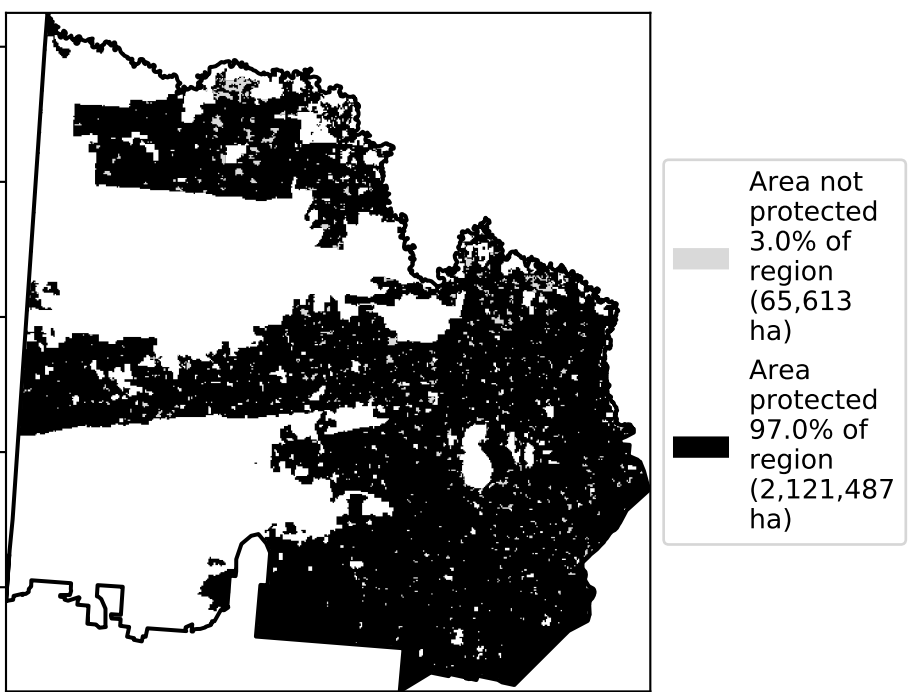 Area not
protected
3.0% of
region
(65,613
ha)
Area
protected
97.0% of
region
(2,121,487
ha)